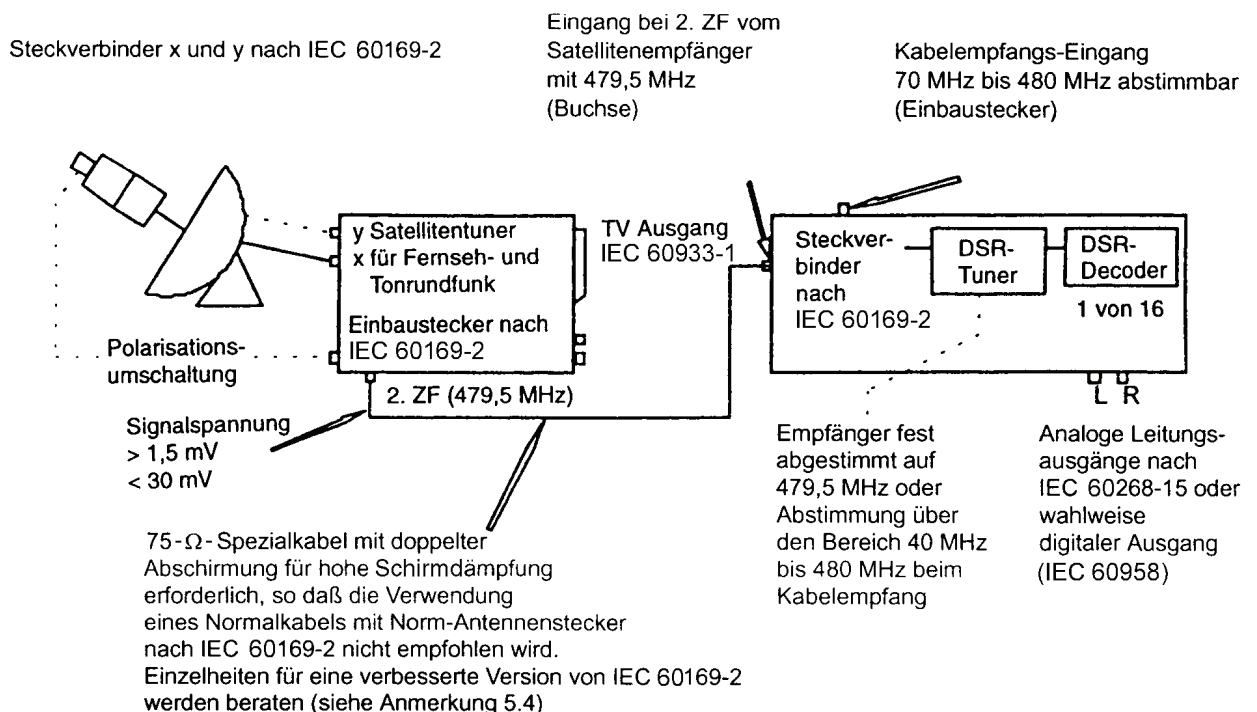 Steckverbinder x und y nach IEC 60169-2
Eingang bei 2. ZF vom
Satellitenempfänger
mit 479,5 MHz
(Buchse)
Kabelempfangs-Eingang
70 MHz bis 480 MHz abstimmbar
(Einbaustecker)
y Satellitentuner
x für Fernseh- und
Tonrundfunk
Einbaustecker nach
IEC 60169-2
TV Ausgang
IEC 60933-1
Steckver-
binder
nach
IEC 60169-2
DSR-
Tuner
DSR-
Decoder
1 von 16
L R
Polarisations-
umschaltung
2. ZF (479,5 MHz)
Signalspannung
> 1,5 mV
< 30 mV
Empfänger fest
abgestimmt auf
479,5 MHz oder
Abstimmung über
den Bereich 40 MHz
bis 480 MHz beim
Kabelempfang
Analoge Leitungs-
ausgänge nach
IEC 60268-15 oder
wahlweise
digitaler Ausgang
(IEC 60958)
75-Ω-Spezialkabel mit doppelter
Abschirmung für hohe Schirmdämpfung
erforderlich, so daß die Verwendung
eines Normalkabels mit Norm-Antennenstecker
nach IEC 60169-2 nicht empfohlen wird.
Einzelheiten für eine verbesserte Version von IEC 60169-2
werden beraten (siehe Anmerkung 5.4)